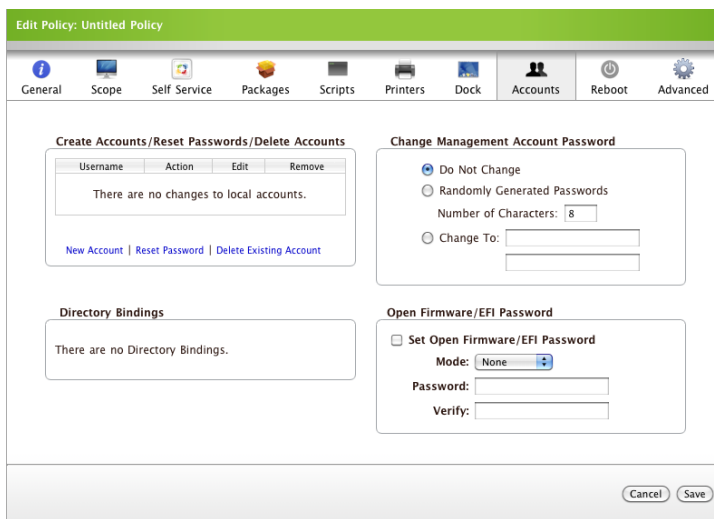 Edit Policy: Untitled Policy
General Scope Self Service Packages Scripts Printers Dock Accounts Reboot Advanced
Create Accounts/Reset Passwords/Delete Accounts
Username Action Edit Remove
There are no changes to local accounts.
New Account | Reset Password | Delete Existing Account
Change Management Account Password
Do Not Change
Randomly Generated Passwords
Number of Characters: 8
Change To:
Directory Bindings
There are no Directory Bindings.
Open Firmware/EFI Password
Set Open Firmware/EFI Password
Mode: None
Password:
Verify:
Cancel Save